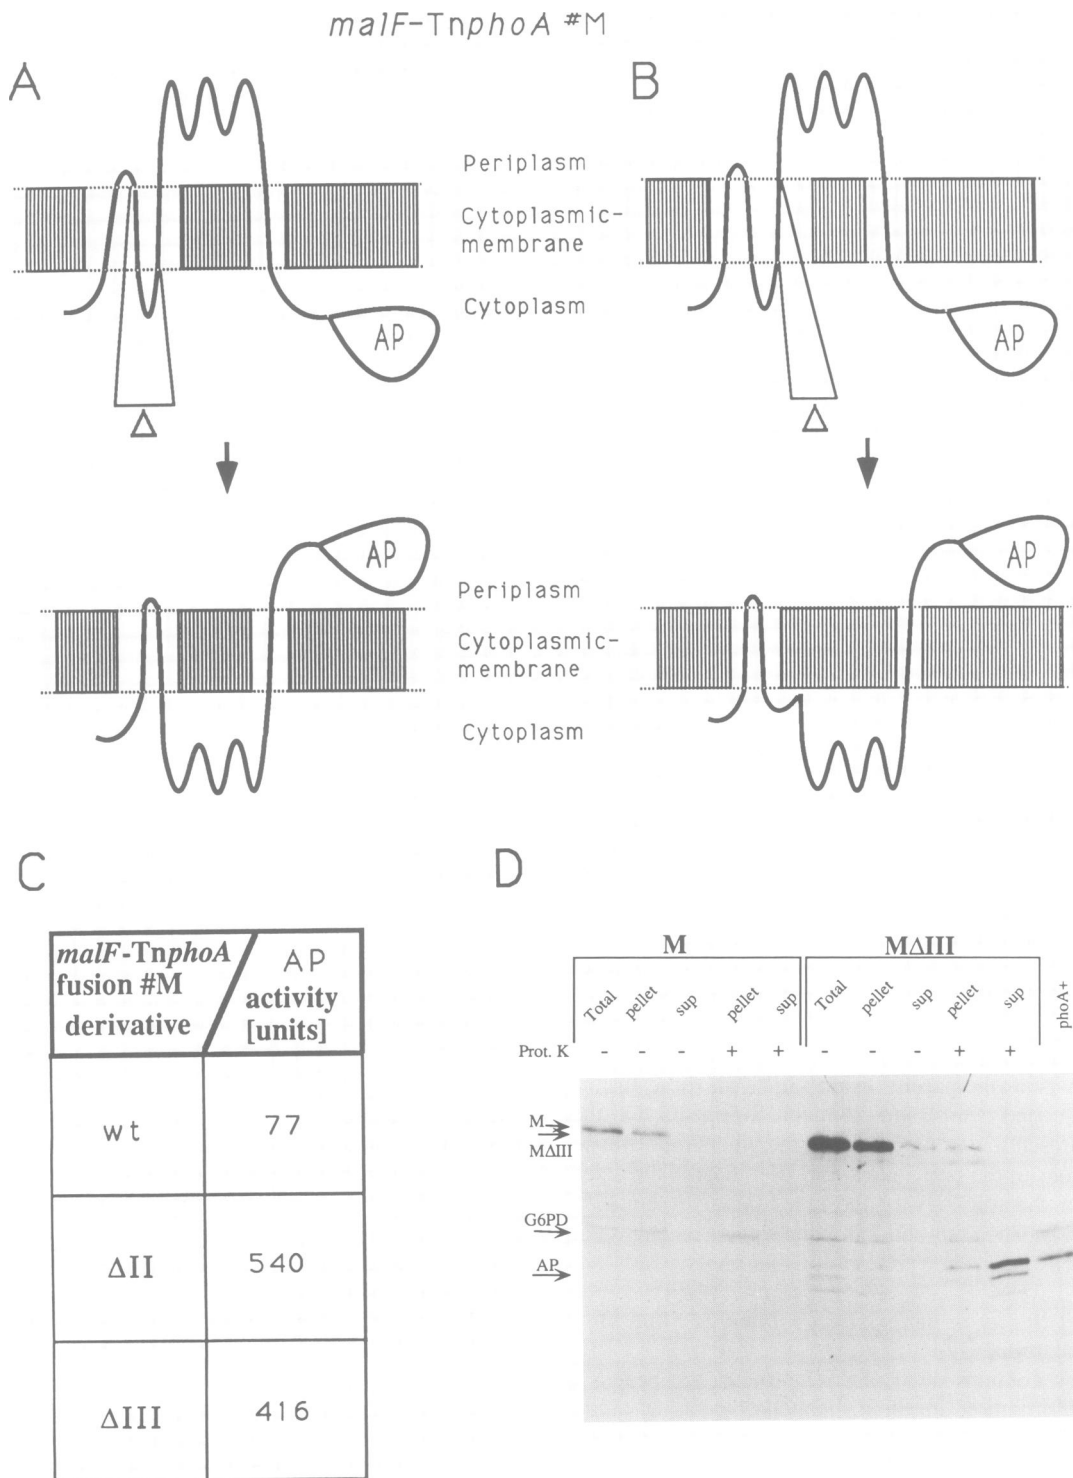 malF-TnphoA #M
A
B
Periplasm
Cytoplasmic-
membrane
Cytoplasm
AP
AP
Δ
Δ
AP
AP
Periplasm
Cytoplasmic-
membrane
Cytoplasm
C
D
malF-TnphoA
fusion #M
derivative
AP
activity
[units]
wt
77
ΔII
540
ΔIII
416
M
MΔIII
Total
pellet
sup
pellet
sup
Total
pellet
sup
pellet
sup
phoA+
Prot. K - - - + + - - - + +
M
MΔIII
G6PD
AP